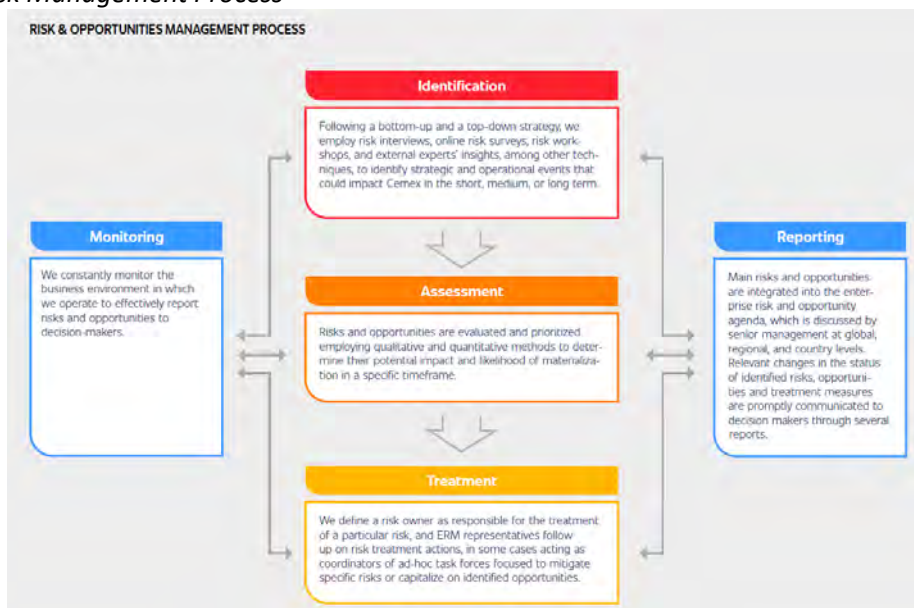 sk Management Process
RISK & OPPORTUNITIES MANAGEMENT PROCESS
Identification
Following a bottom-up and a top-down strategy, we
employ risk interviews, online risk surveys, risk work-
shops, and external experts' insights, among other tech-
niques, to identify strategic and operational events that
could impact Cemex in the short, medium, or long term.
Monitoring
We constantly monitor the
business environment in which
we operate to effectively report
risks and opportunities to
decision-makers.
Assessment
Risks and opportunities are evaluated and prioritized
employing qualitative and quantitative methods to deter-
mine their potential impact and likelihood of materializa-
tion in a specific timeframe.
Treatment
We define a risk owner as responsible for the treatment
of a particular risk, and ERM representatives follow
up on risk treatment actions, in some cases acting as
coordinators of ad-hoc task forces focused to mitigate
specific risks or capitalize on identified opportunities.
Reporting
Main risks and opportunities
are integrated into the enter-
prise risk and opportunity
agenda, which is discussed by
senior management at global,
regional, and country levels.
Relevant changes in the status
of identified risks, opportuni-
ties and treatment measures
are promptly communicated to
decision makers through several
reports.